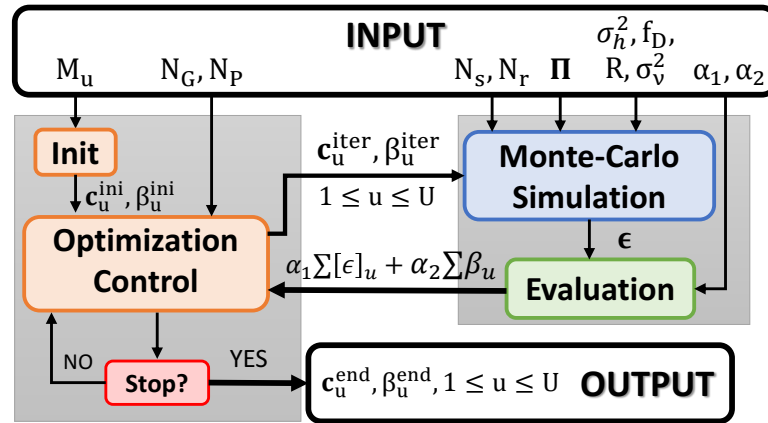 INPUT
σ_h^2, f_D,
M_u
N_G, N_P
N_s, N_r
Π
R, σ_ν^2
α_1, α_2
Init
c_u^ini, β_u^ini
c_u^iter, β_u^iter
1 ≤ u ≤ U
Monte-Carlo
Simulation
ϵ
Optimization
Control
α_1∑[ϵ]_u + α_2∑β_u
Evaluation
NO
Stop?
YES
c_u^end, β_u^end, 1 ≤ u ≤ U
OUTPUT